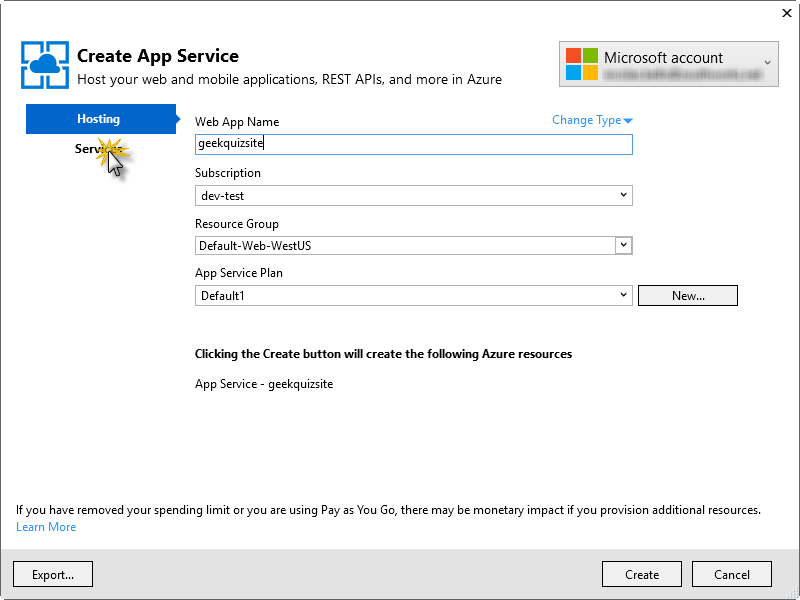 Create App Service
Host your web and mobile applications, REST APIs, and more in Azure
Microsoft account
Hosting
Services
Web App Name
Change Type
geekquizsite
Subscription
dev-test
Resource Group
Default-Web-WestUS
App Service Plan
Default1
New...
Clicking the Create button will create the following Azure resources
App Service - geekquizsite
If you have removed your spending limit or you are using Pay as You Go, there may be monetary impact if you provision additional resources.
Learn More
Export...
Create
Cancel